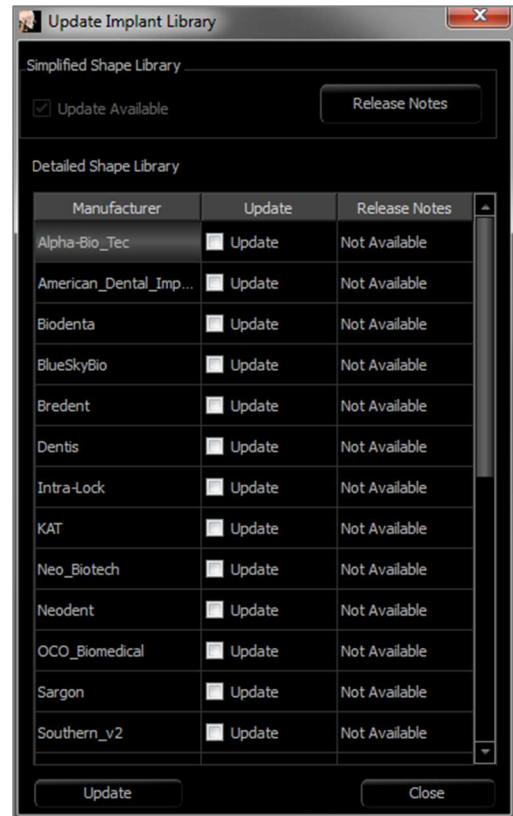 Update Implant Library
Simplified Shape Library
Update Available
Release Notes
Detailed Shape Library
Manufacturer Update Release Notes
Alpha-Bio_Tec Update Not Available
American_Dental_Imp... Update Not Available
Biodenta Update Not Available
BlueSkyBio Update Not Available
Bredent Update Not Available
Dentis Update Not Available
Intra-Lock Update Not Available
KAT Update Not Available
Neo_Biotech Update Not Available
Neodent Update Not Available
OCO_Biomedical Update Not Available
Sargon Update Not Available
Southern_v2 Update Not Available
Update Close